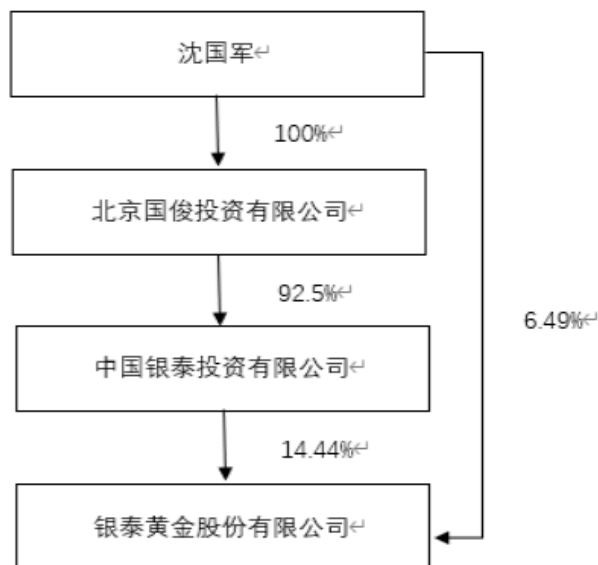 沈国军
100%
北京国俊投资有限公司
92.5%
6.49%
中国银泰投资有限公司
14.44%
银泰黄金股份有限公司